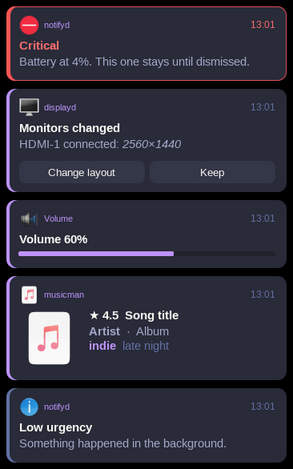 notifyd 13:01
Critical
Battery at 4%. This one stays until dismissed.
displayd 13:01
Monitors changed
HDMI-1 connected: 2560×1440
Change layout Keep
Volume 13:01
Volume 60%
musicman 13:01
★ 4.5 Song title
Artist · Album
indie late night
notifyd 13:01
Low urgency
Something happened in the background.